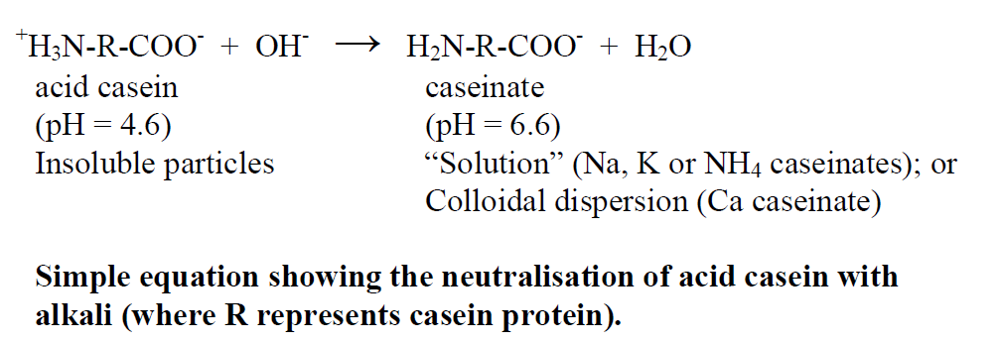 ⁺H₃N-R-COO⁻ + OH⁻ ⟶ H₂N-R-COO⁻ + H₂O
acid casein caseinate
(pH = 4.6) (pH = 6.6)
Insoluble particles “Solution” (Na, K or NH₄ caseinates); or
Colloidal dispersion (Ca caseinate)
Simple equation showing the neutralisation of acid casein with
alkali (where R represents casein protein).